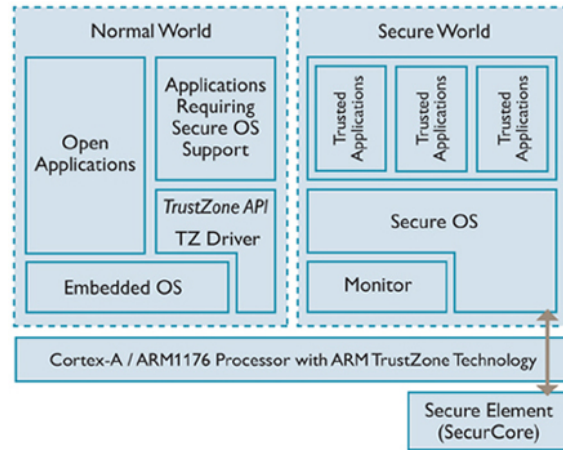 Normal World
Open
Applications
Applications
Requiring
Secure OS
Support
TrustZone API
TZ Driver
Embedded OS
Secure World
Trusted
Applications
Trusted
Applications
Trusted
Applications
Secure OS
Monitor
Cortex-A / ARM1176 Processor with ARM TrustZone Technology
Secure Element
(SecurCore)